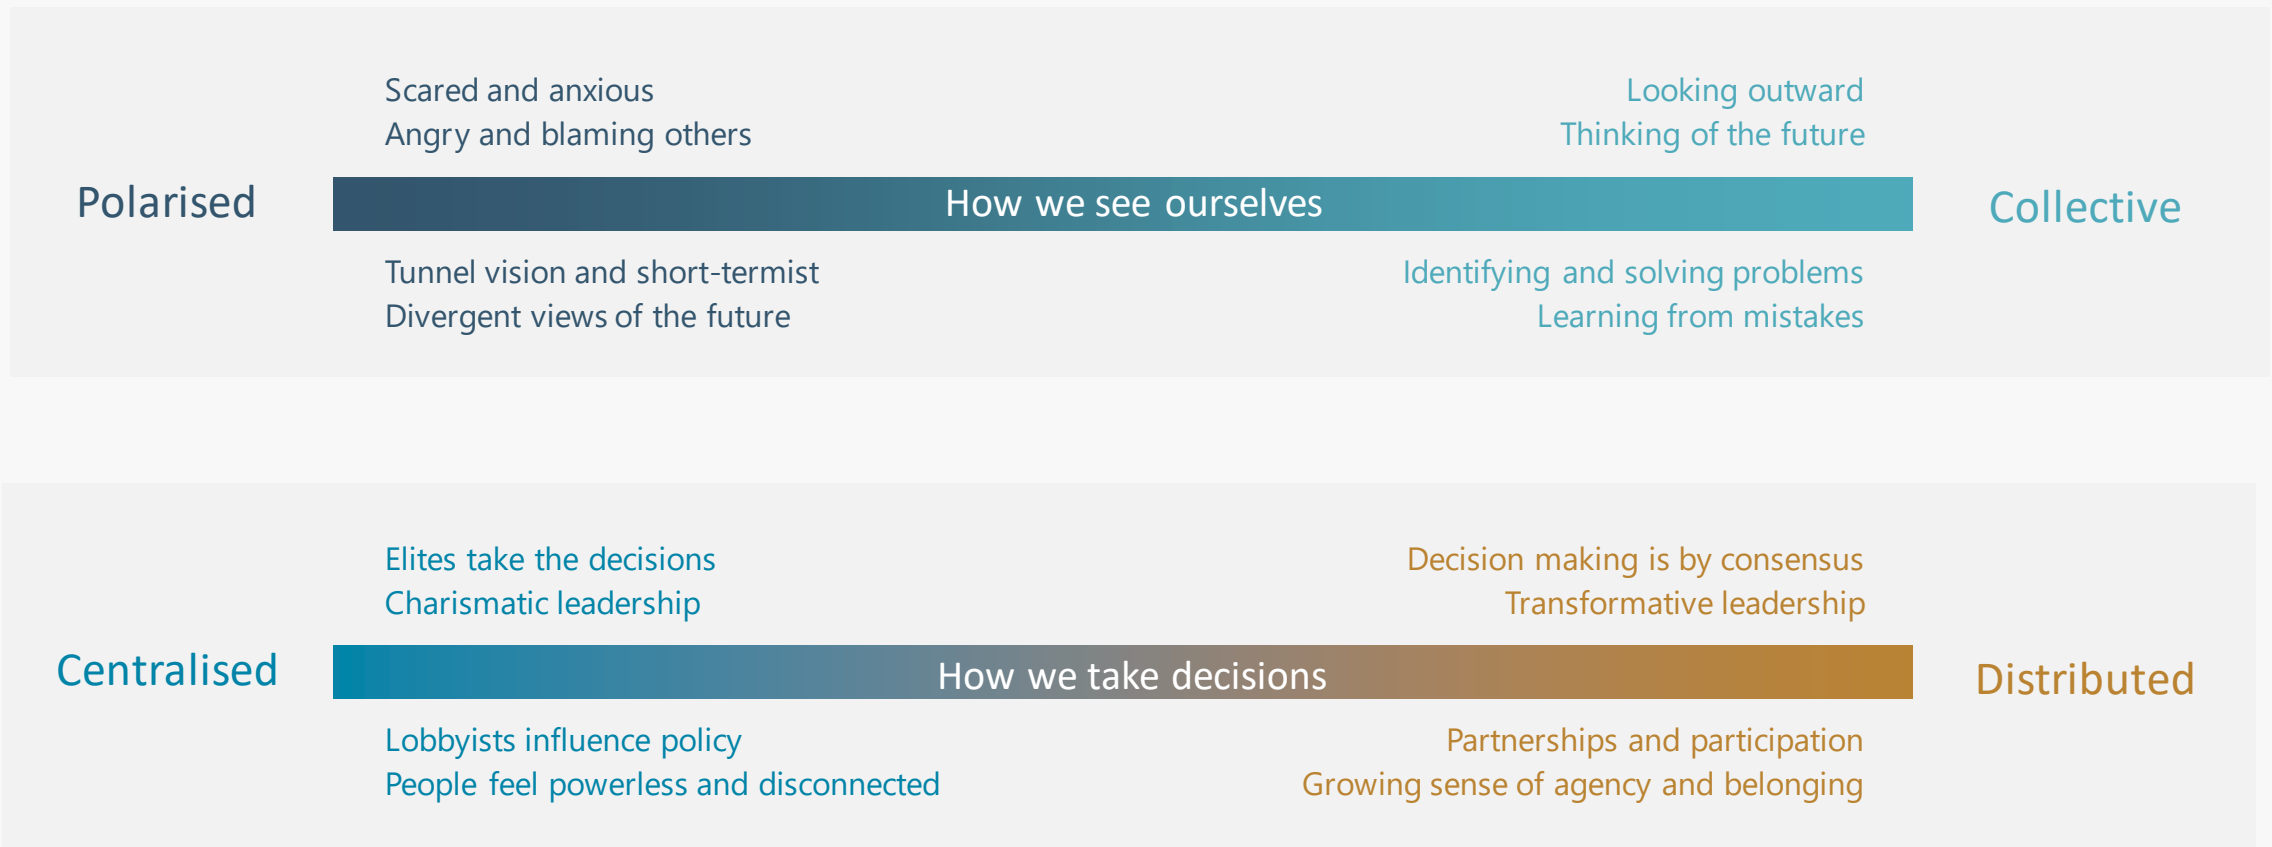 Scared and anxious
Angry and blaming others
Looking outward
Thinking of the future
Polarised
How we see ourselves
Collective
Tunnel vision and short-termist
Divergent views of the future
Identifying and solving problems
Learning from mistakes
Elites take the decisions
Charismatic leadership
Decision making is by consensus
Transformative leadership
Centralised
How we take decisions
Distributed
Lobbyists influence policy
People feel powerless and disconnected
Partnerships and participation
Growing sense of agency and belonging